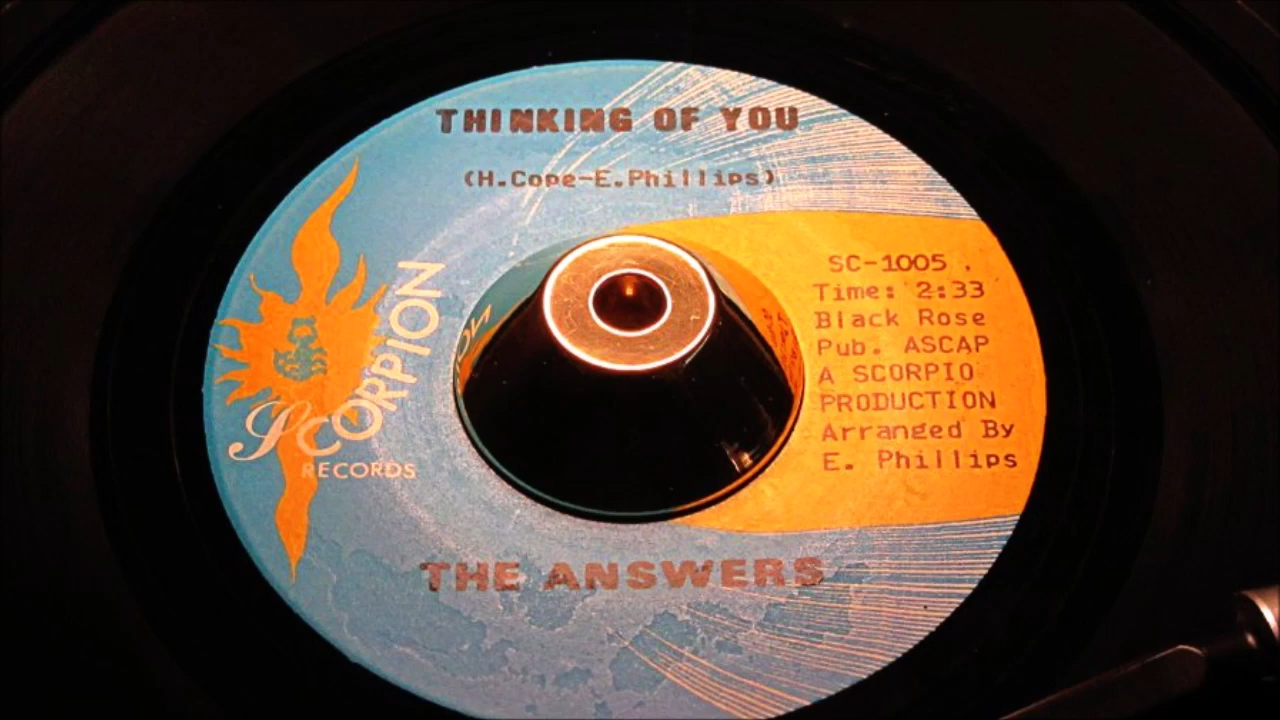 THINKING OF YOU
(H.Cope-E.Phillips)
SC-1005
Time: 2:33
Black Rose
Pub. ASCAP
A SCORPIO
PRODUCTION
Arranged By
E. Phillips
SCORPION
RECORDS
THE ANSWERS